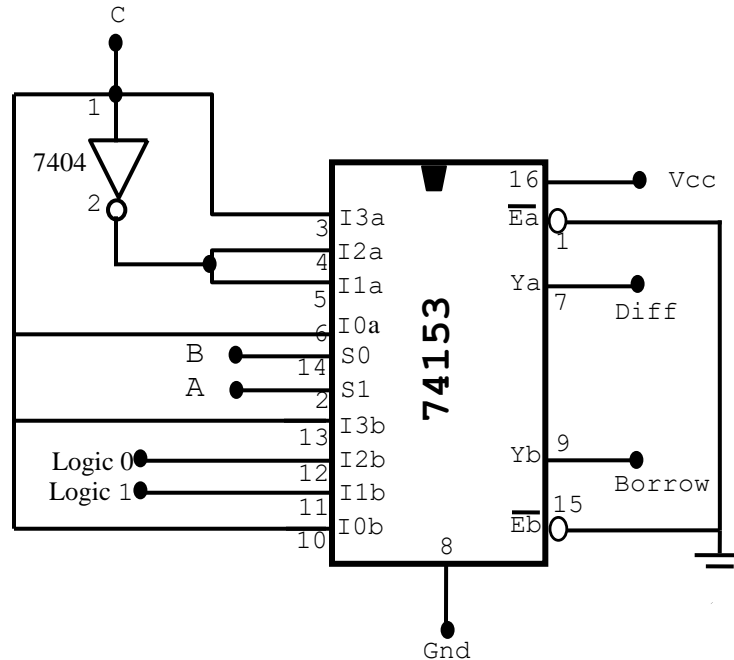 C
1
7404
2
16
Vcc
I3a
Ea
3
1
I2a
4
I1a
Ya
5
7
Diff
I0a
6
B
S0
14
A
S1
2
74153
I3b
13
Yb
9
Logic 0
I2b
12
Borrow
Logic 1
I1b
11
15
I0b
Eb
10
8
Gnd